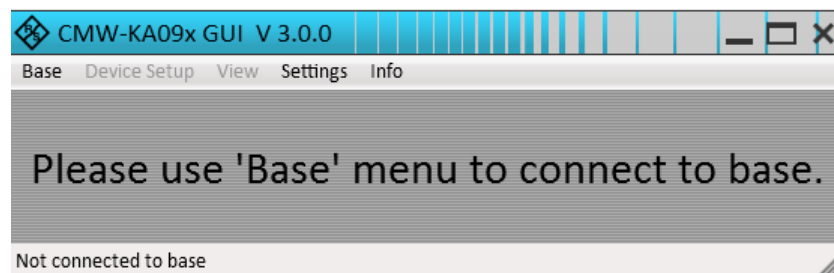 CMW-KA09x GUI V 3.0.0
Base Device Setup View Settings Info
Please use 'Base' menu to connect to base.
Not connected to base